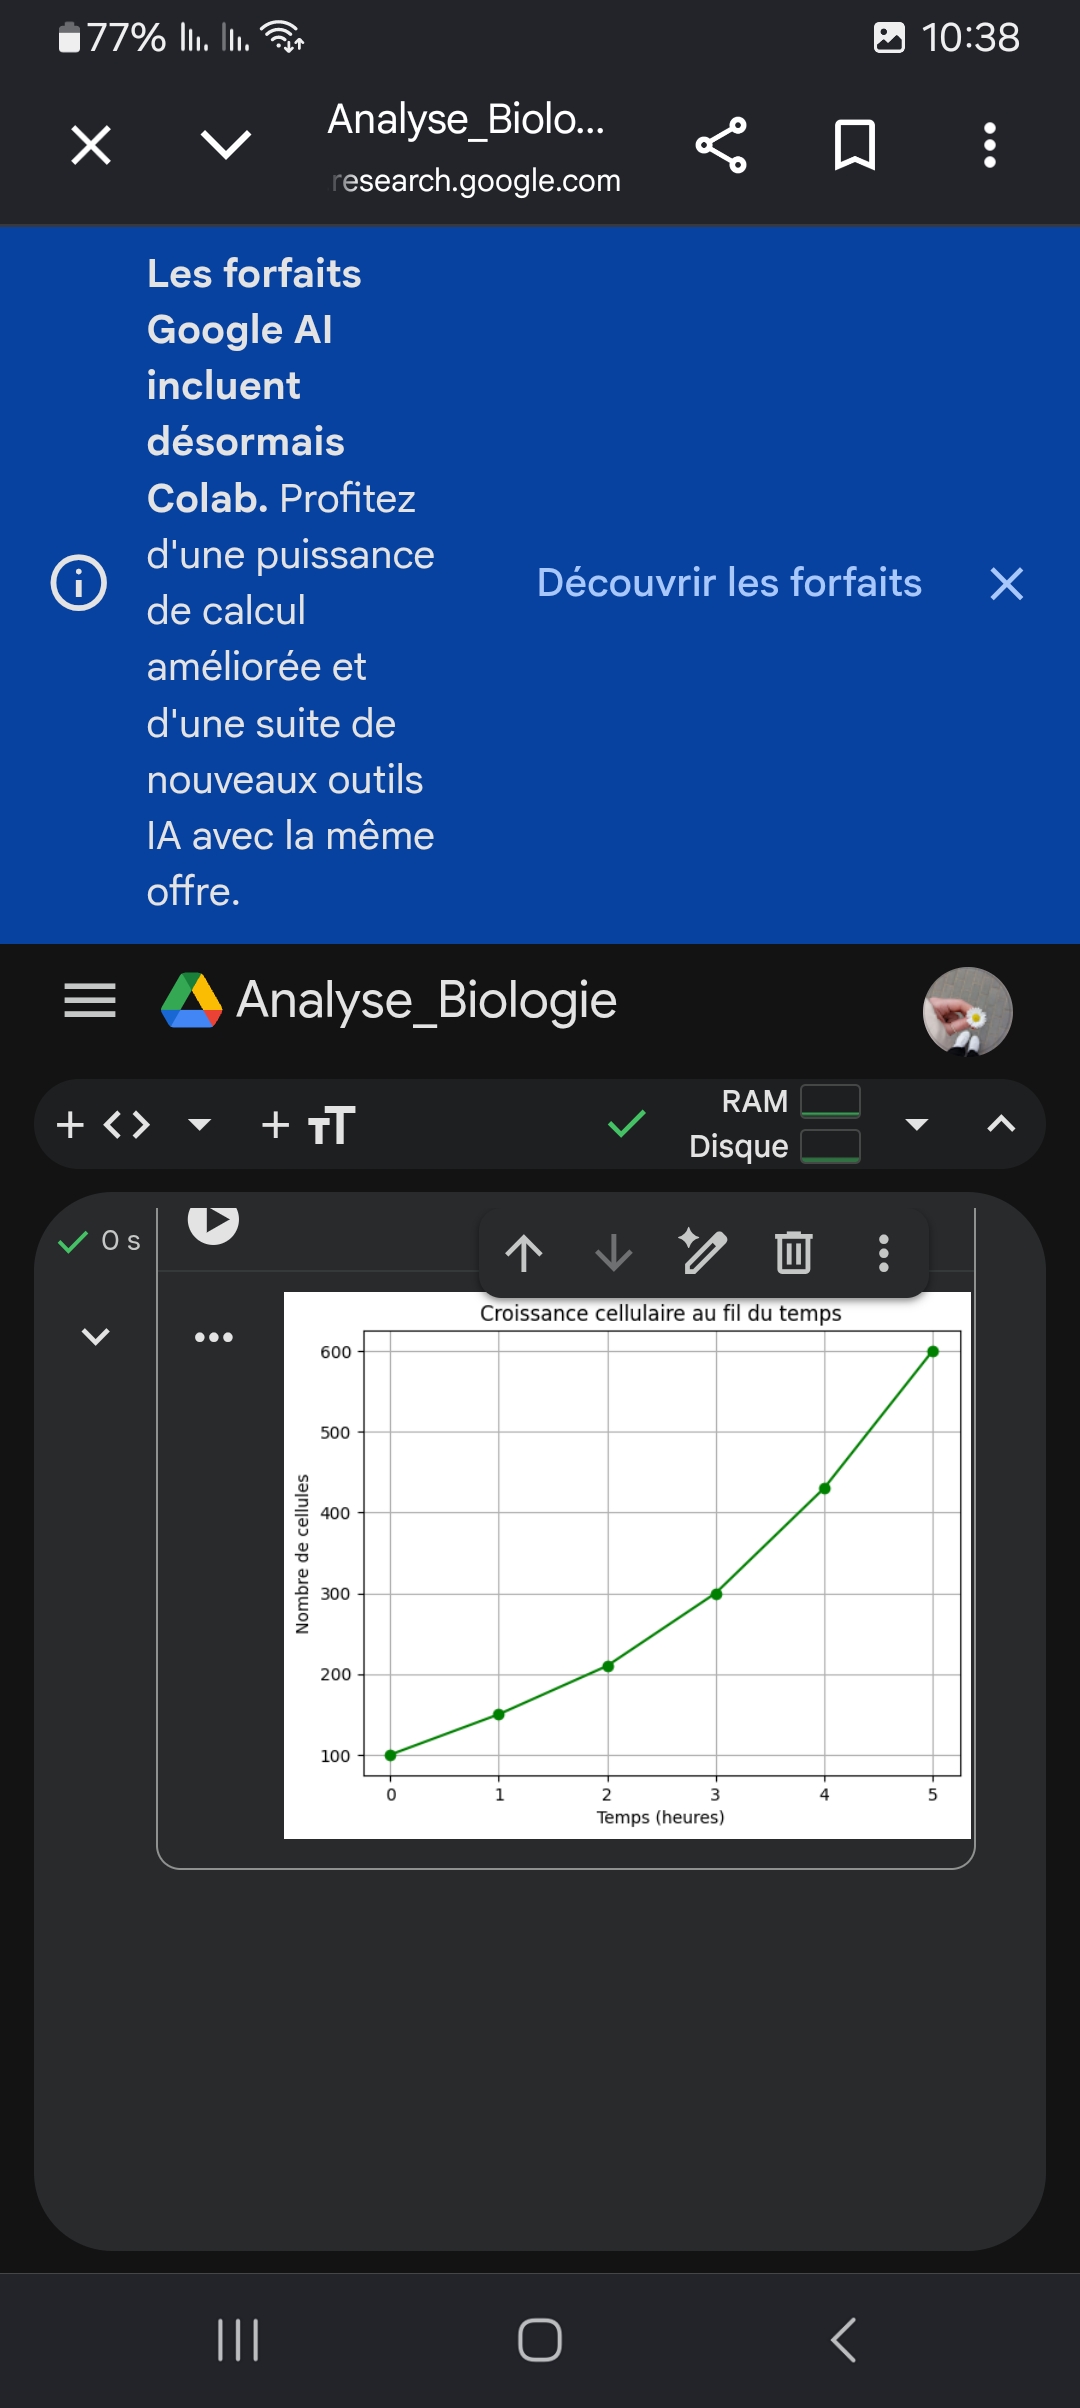 77% 10:38
Analyse_Biolo...
research.google.com
Les forfaits
Google AI
incluent
désormais
Colab. Profitez
d'une puissance
de calcul
améliorée et
d'une suite de
nouveaux outils
IA avec la même
offre.
Découvrir les forfaits
Analyse_Biologie
RAM
Disque
0 s
Croissance cellulaire au fil du temps
600
500
400
300
200
100
Nombre de cellules
0 1 2 3 4 5
Temps (heures)